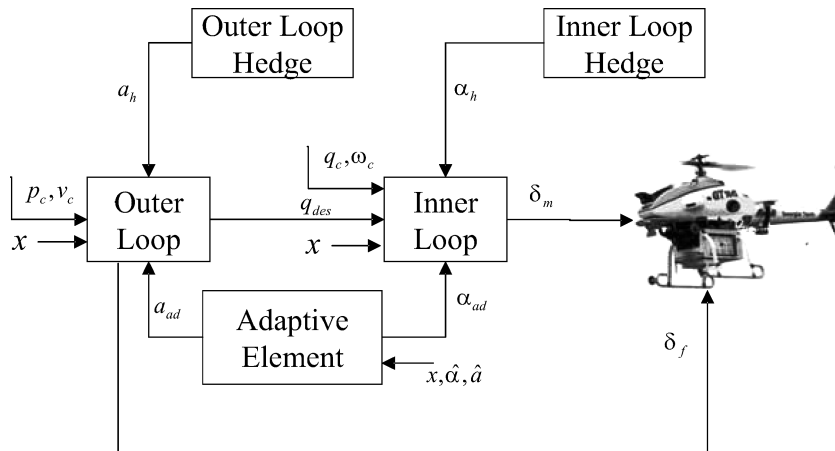 Outer Loop
Hedge
Inner Loop
Hedge
a_h
α_h
p_c, v_c
x
Outer
Loop
q_c, ω_c
q_des
x
Inner
Loop
δ_m
a_ad
Adaptive
Element
α_ad
x, α̂, â
δ_f